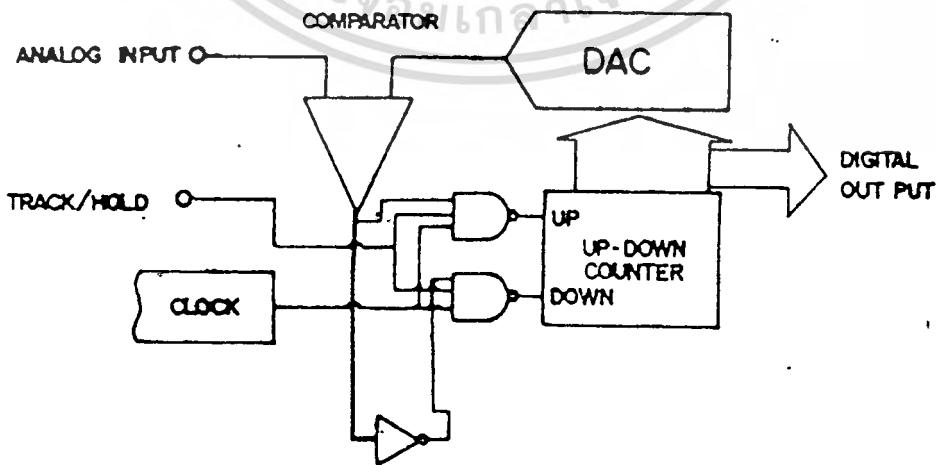 COMPARATOR
ANALOG INPUT
DAC
DIGITAL
OUT PUT
TRACK/HOLD
UP
UP-DOWN
COUNTER
DOWN
CLOCK